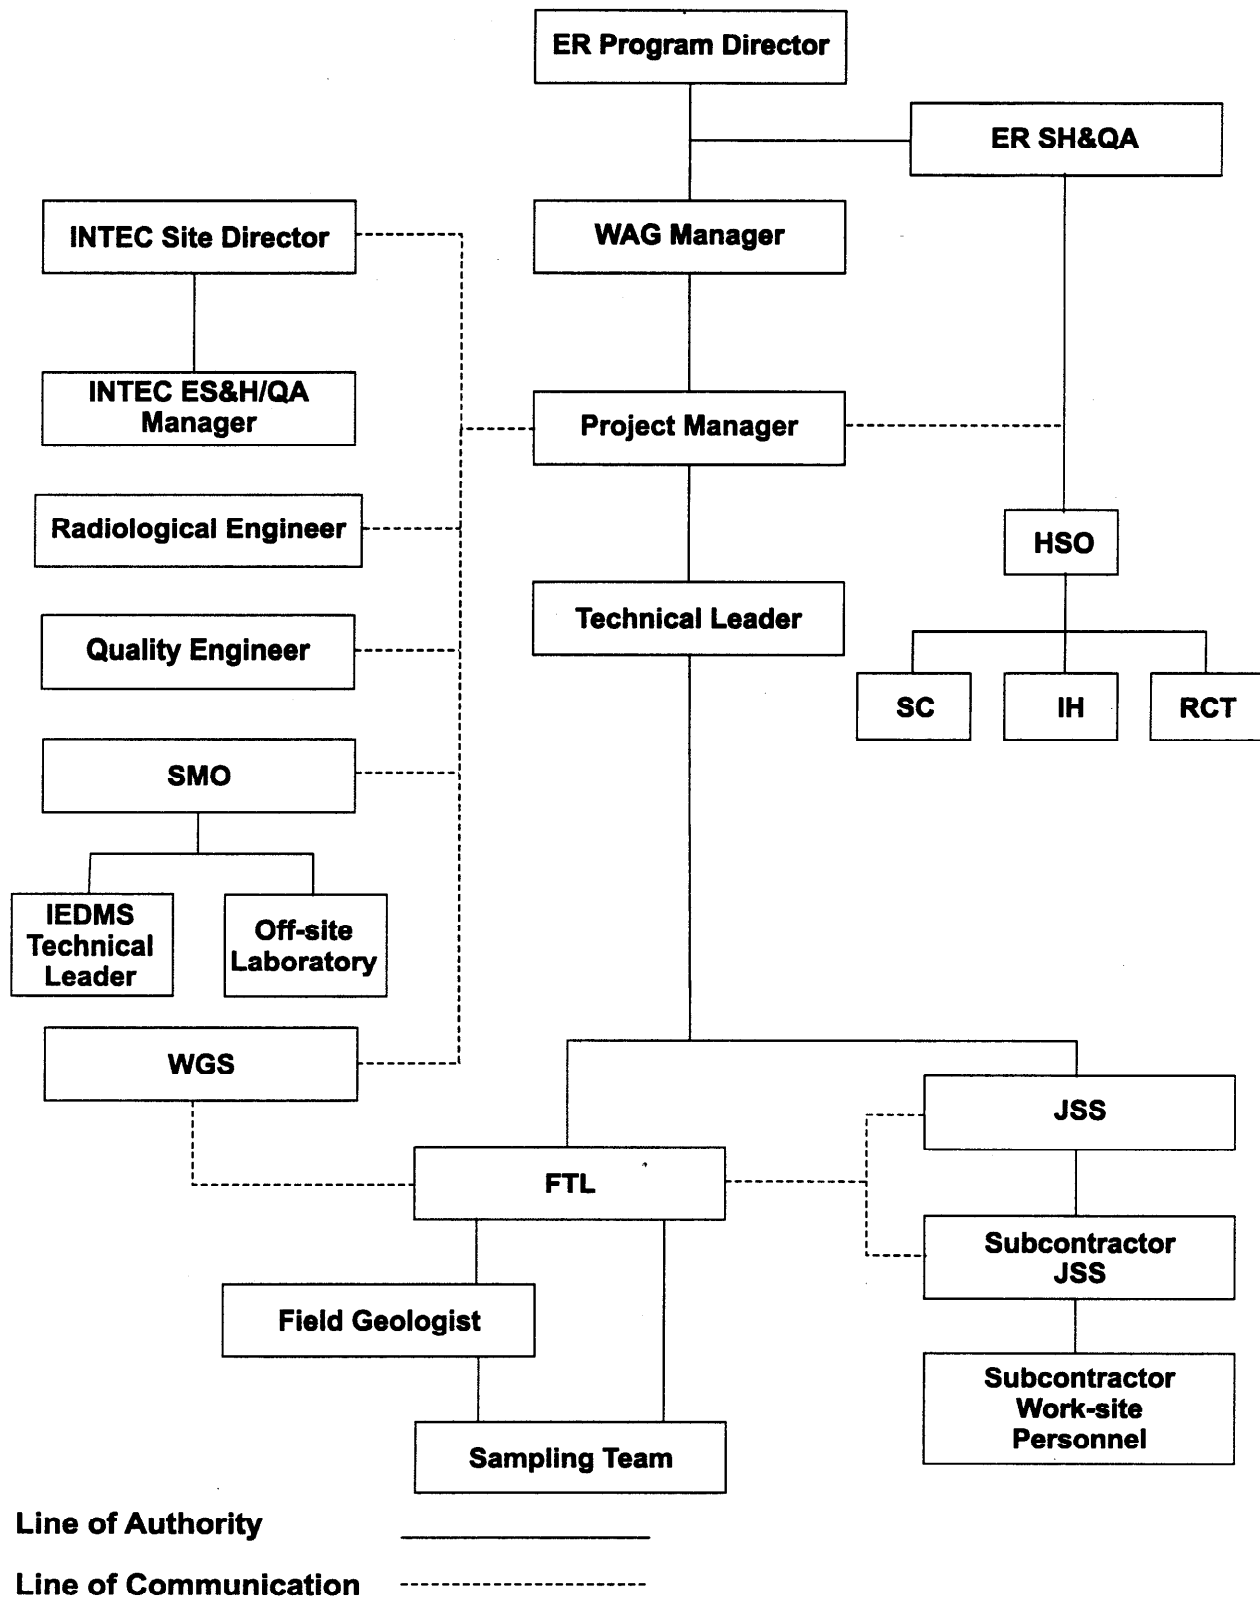 ER Program Director
ER SH&QA
INTEC Site Director
WAG Manager
INTEC ES&H/QA
Manager
Project Manager
Radiological Engineer
HSO
Technical Leader
Quality Engineer
SC
IH
RCT
SMO
IEDMS
Technical
Leader
Off-site
Laboratory
WGS
JSS
FTL
Subcontractor
JSS
Field Geologist
Subcontractor
Work-site
Personnel
Sampling Team
Line of Authority
Line of Communication